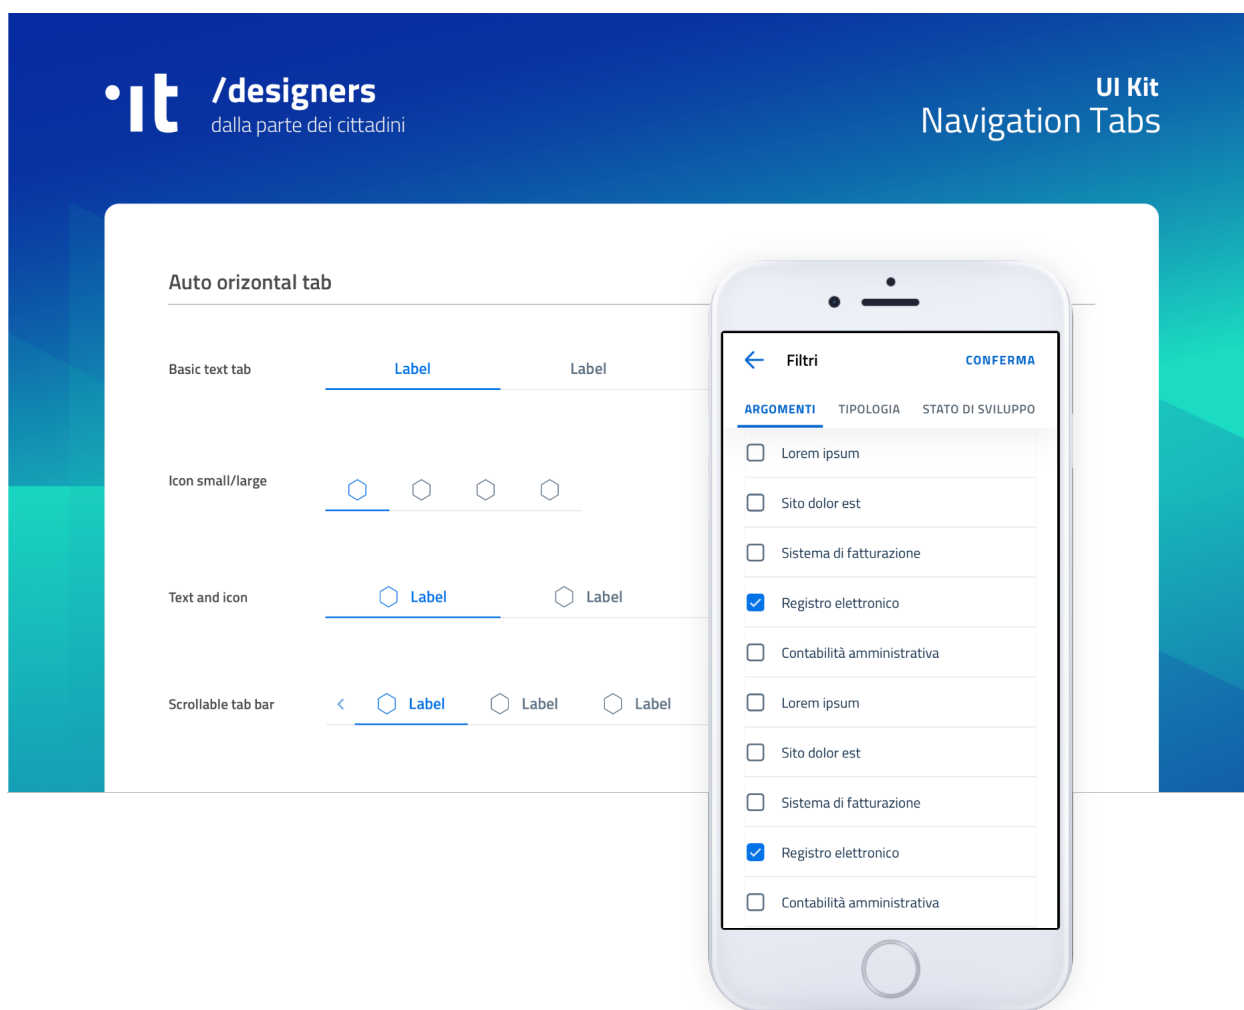 ·it /designers
dalla parte dei cittadini
UI Kit
Navigation Tabs
Auto orizontal tab
Basic text tab
Label Label
Icon small/large
Text and icon
Label Label
Scrollable tab bar
Label Label Label
Filtri CONFERMA
ARGOMENTI TIPOLOGIA STATO DI SVILUPPO
Lorem ipsum
Sito dolor est
Sistema di fatturazione
Registro elettronico
Contabilità amministrativa
Lorem ipsum
Sito dolor est
Sistema di fatturazione
Registro elettronico
Contabilità amministrativa